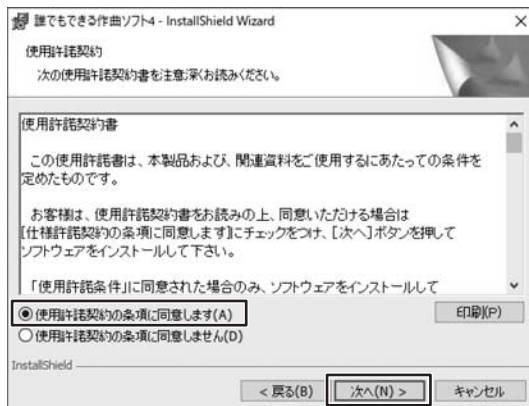 誰でもできる作曲ソフト4 - InstallShield Wizard
使用許諾契約
次の使用許諾契約書を注意深くお読みください。
使用許諾契約書
この使用許諾書は、本製品および、関連資料をご使用するにあたっての条件を
定めたものです。
お客様は、使用許諾契約書をお読みの上、同意いただける場合は
[仕様許諾契約の条項に同意します]にチェックをつけ、[次へ]ボタンを押して
ソフトウェアをインストールして下さい。
「使用許諾条件」に同意された場合のみ、ソフトウェアをインストールして
使用許諾契約の条項に同意します(A)
印刷(P)
使用許諾契約の条項に同意しません(D)
InstallShield
< 戻る(B)
次へ(N) >
キャンセル